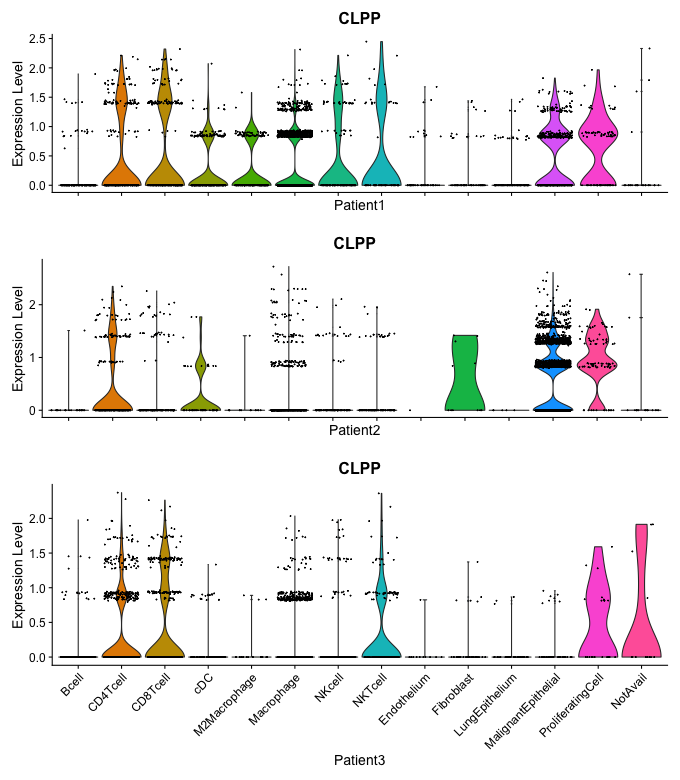 CLPP
Expression Level
2.5
2.0
1.5
1.0
0.5
0.0
Patient1
CLPP
Expression Level
2
1
0
Patient2
CLPP
Expression Level
2.0
1.5
1.0
0.5
0.0
Bcell
CD4Tcell
CD8Tcell
cDC
M2Macrophage
Macrophage
NKcell
NKTcell
Endothelium
Fibroblast
LungEpithelium
MalignantEpithelial
ProliferatingCell
NotAvail
Patient3